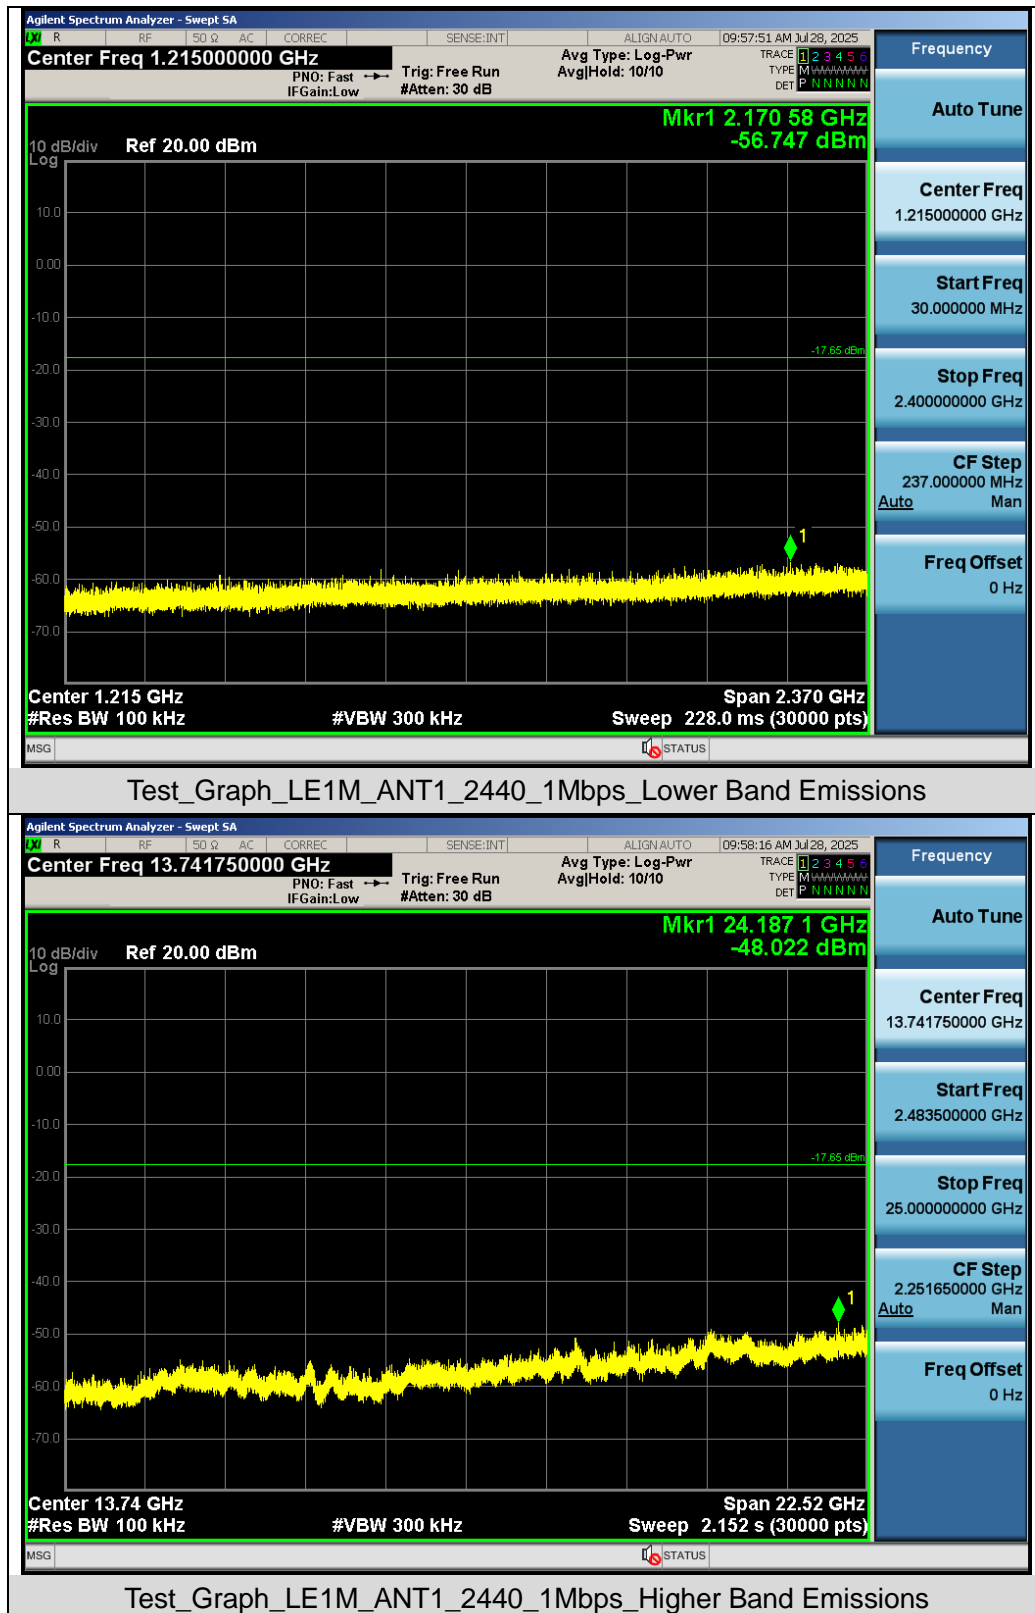 Agilent Spectrum Analyzer - Swept SA
LXI R RF 50 Ω AC CORREC SENSE:INT ALIGN AUTO 09:57:51 AM Jul 28, 2025
Center Freq 1.215000000 GHz
PNO: Fast
IFGain:Low
Trig: Free Run
#Atten: 30 dB
Avg Type: Log-Pwr
Avg|Hold: 10/10
TRACE 1 2 3 4 5 6
TYPE M
DET P N N N N N
Mkr1 2.170 58 GHz
-56.747 dBm
10 dB/div Ref 20.00 dBm
Log
10.0
0.00
-10.0
-17.65 dBm
-20.0
-30.0
-40.0
-50.0
1
-60.0
-70.0
Center 1.215 GHz Span 2.370 GHz
#Res BW 100 kHz #VBW 300 kHz Sweep 228.0 ms (30000 pts)
MSG STATUS
Frequency
Auto Tune
Center Freq
1.215000000 GHz
Start Freq
30.000000 MHz
Stop Freq
2.400000000 GHz
CF Step
237.000000 MHz
Auto Man
Freq Offset
0 Hz
Test_Graph_LE1M_ANT1_2440_1Mbps_Lower Band Emissions
Agilent Spectrum Analyzer - Swept SA
LXI R RF 50 Ω AC CORREC SENSE:INT ALIGN AUTO 09:58:16 AM Jul 28, 2025
Center Freq 13.741750000 GHz
PNO: Fast
IFGain:Low
Trig: Free Run
#Atten: 30 dB
Avg Type: Log-Pwr
Avg|Hold: 10/10
TRACE 1 2 3 4 5 6
TYPE M
DET P N N N N N
Mkr1 24.187 1 GHz
-48.022 dBm
10 dB/div Ref 20.00 dBm
Log
10.0
0.00
-10.0
-17.65 dBm
-20.0
-30.0
-40.0
1
-50.0
-60.0
-70.0
Center 13.74 GHz Span 22.52 GHz
#Res BW 100 kHz #VBW 300 kHz Sweep 2.152 s (30000 pts)
MSG STATUS
Frequency
Auto Tune
Center Freq
13.741750000 GHz
Start Freq
2.483500000 GHz
Stop Freq
25.000000000 GHz
CF Step
2.251650000 GHz
Auto Man
Freq Offset
0 Hz
Test_Graph_LE1M_ANT1_2440_1Mbps_Higher Band Emissions